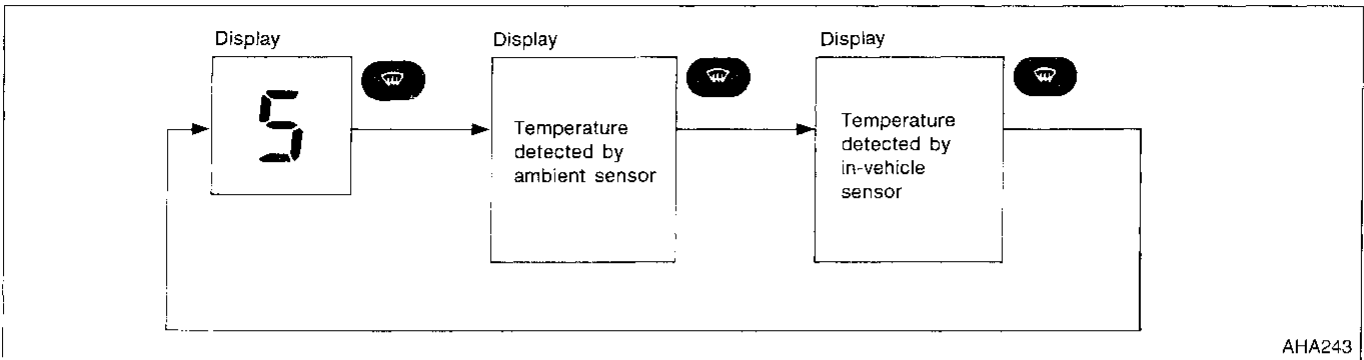 Display
5
Temperature
detected by
ambient sensor
Display
Temperature
detected by
in-vehicle
sensor
Display
AHA243